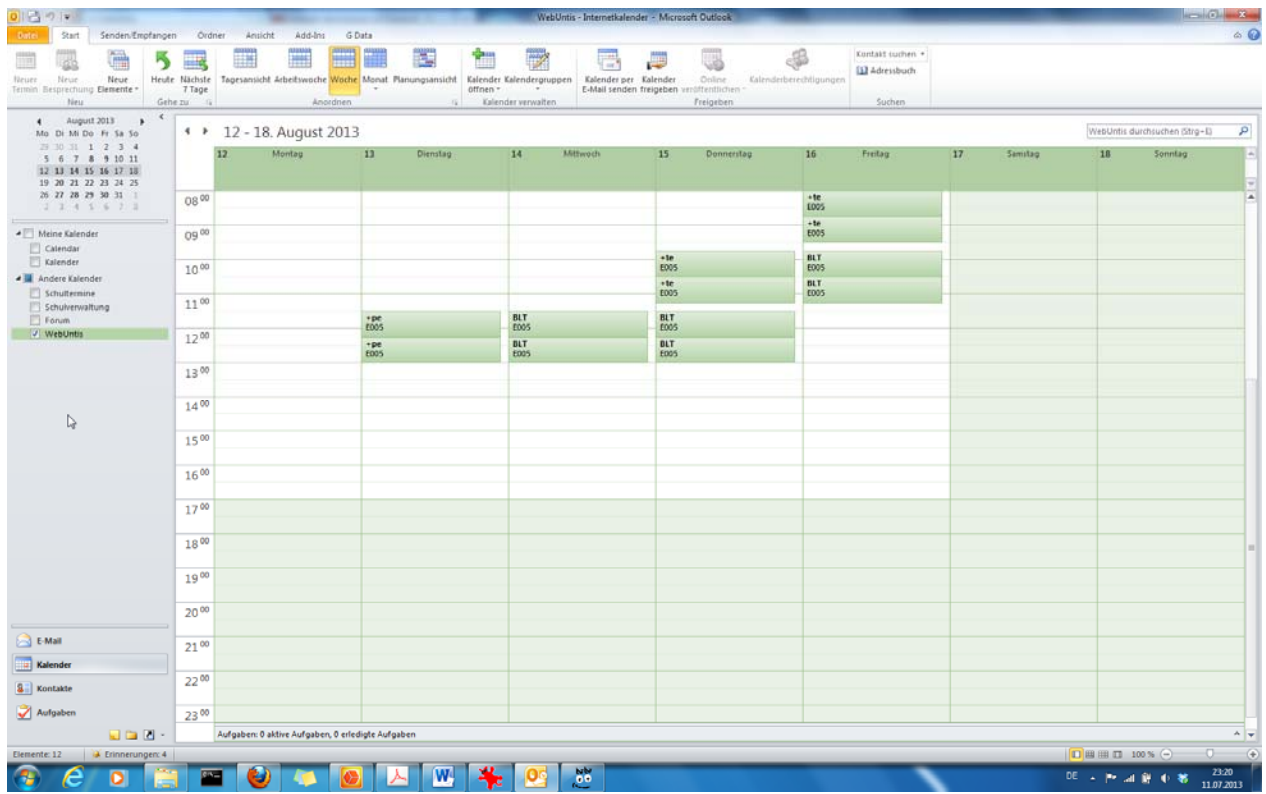 WebUntis - Internetkalender - Microsoft Outlook
Datei Start Senden/Empfangen Ordner Ansicht Add-Ins G Data
Neuer Termin Neue Besprechung Neue Elemente
Heute Nächste 7 Tage
Tagesansicht Arbeitswoche Woche Monat Planungsansicht
Kalender öffnen Kalendergruppen
Kalender per E-Mail senden Kalender freigeben Online veröffentlichen Kalenderberechtigungen
Kontakt suchen
Adressbuch
Neu Gehe zu Anordnen Kalender verwalten Freigeben Suchen
August 2013
Mo Di Mi Do Fr Sa So
29 30 31 1 2 3 4
5 6 7 8 9 10 11
12 13 14 15 16 17 18
19 20 21 22 23 24 25
26 27 28 29 30 31 1
2 3 4 5 6 7 8
Meine Kalender
Calendar
Kalender
Andere Kalender
Schultermine
Schulverwaltung
Forum
WebUntis
E-Mail
Kalender
Kontakte
Aufgaben
12 - 18. August 2013
WebUntis durchsuchen (Strg+E)
12 Montag 13 Dienstag 14 Mittwoch 15 Donnerstag 16 Freitag 17 Samstag 18 Sonntag
08 00
09 00
10 00
11 00
12 00
13 00
14 00
15 00
16 00
17 00
18 00
19 00
20 00
21 00
22 00
23 00
+pe
E005
+pe
E005
BLT
E005
BLT
E005
+te
E005
+te
E005
BLT
E005
BLT
E005
+te
E005
+te
E005
BLT
E005
BLT
E005
Aufgaben: 0 aktive Aufgaben, 0 erledigte Aufgaben
Elemente: 12 Erinnerungen: 4
100 %
DE
23:20
11.07.2013